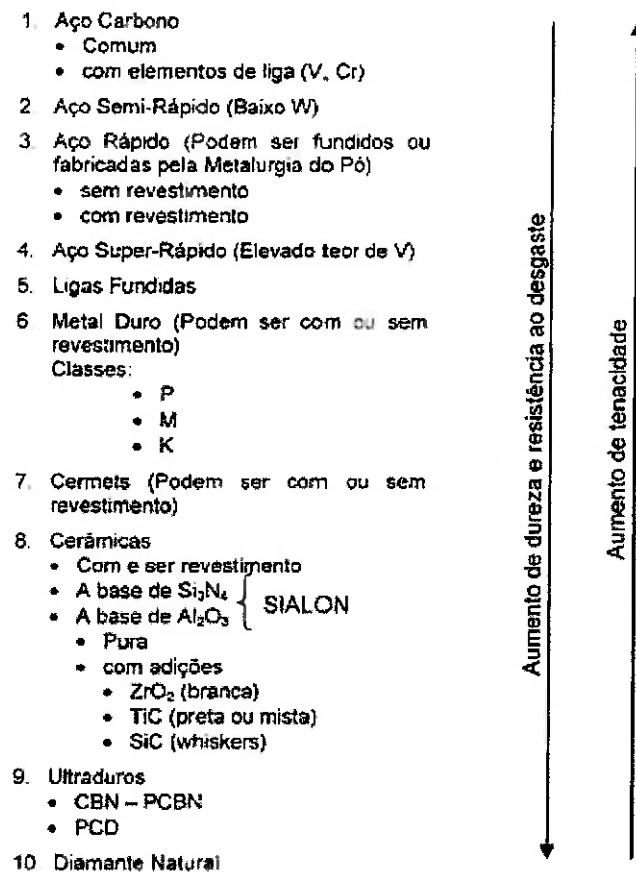 1. Aço Carbono
• Comum
• com elementos de liga (V, Cr)
2 Aço Semi-Rápido (Baixo W)
3. Aço Rápido (Podem ser fundidos ou
fabricadas pela Metalurgia do Pó)
• sem revestimento
• com revestimento
4. Aço Super-Rápido (Elevado teor de V)
5. Ligas Fundidas
6 Metal Duro (Podem ser com ou sem
revestimento)
Classes:
• P
• M
• K
7. Cermets (Podem ser com ou sem
revestimento)
8. Cerâmicas
• Com e ser revestimento
• A base de Si₃N₄
• A base de Al₂O₃
SIALON
• Pura
• com adições
• ZrO₂ (branca)
• TiC (preta ou mista)
• SiC (whiskers)
9. Ultraduros
• CBN – PCBN
• PCD
10 Diamante Natural
Aumento de dureza e resistência ao desgaste
Aumento de tenacidade